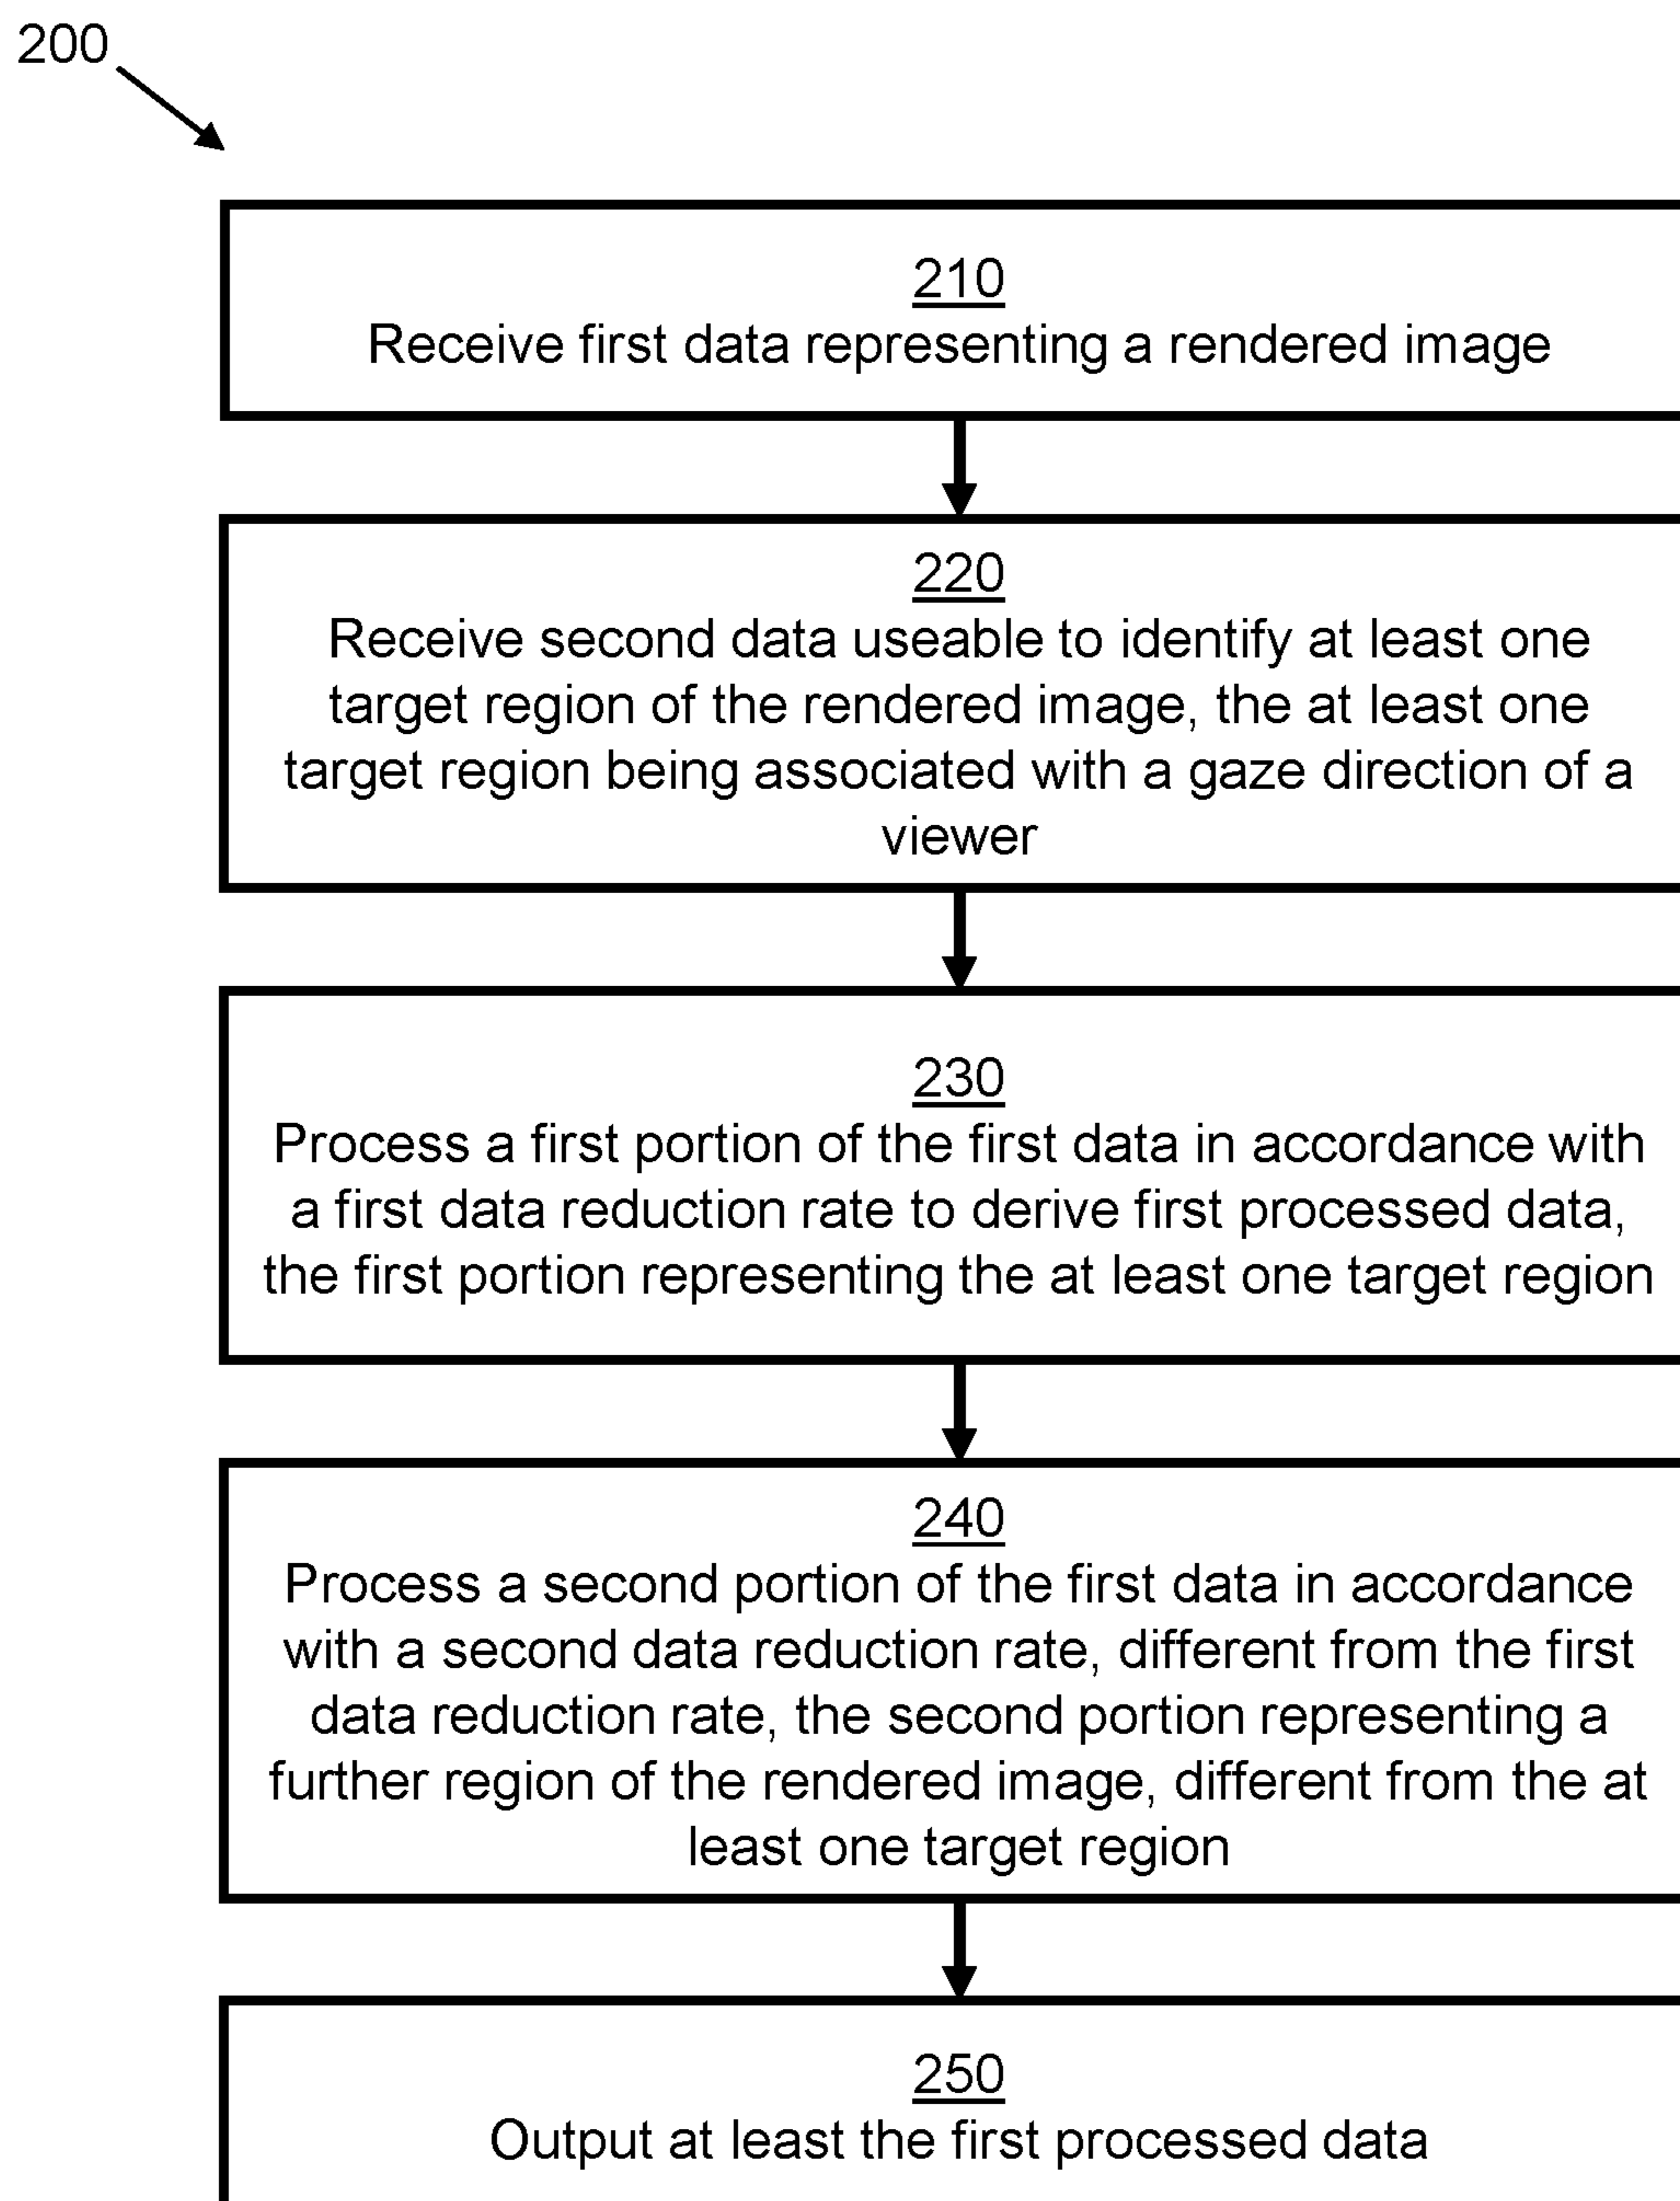 200
210
Receive first data representing a rendered image
220
Receive second data useable to identify at least one
target region of the rendered image, the at least one
target region being associated with a gaze direction of a
viewer
230
Process a first portion of the first data in accordance with
a first data reduction rate to derive first processed data,
the first portion representing the at least one target region
240
Process a second portion of the first data in accordance
with a second data reduction rate, different from the first
data reduction rate, the second portion representing a
further region of the rendered image, different from the at
least one target region
250
Output at least the first processed data